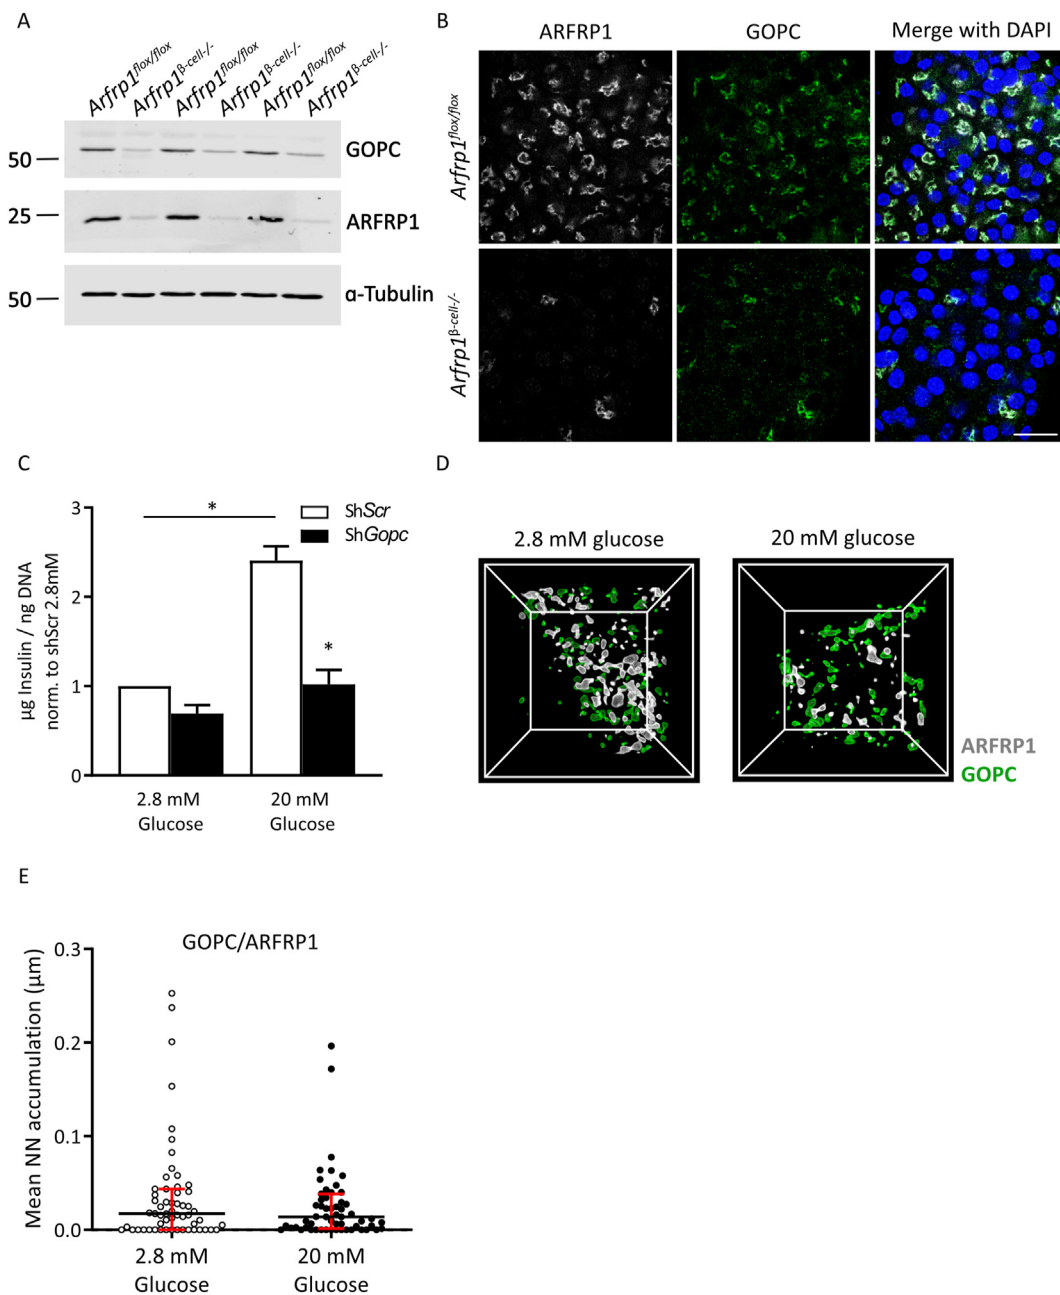 A
Arfrp1flox/flox Arfrp1β-cell-/- Arfrp1flox/flox Arfrp1β-cell-/- Arfrp1flox/flox Arfrp1β-cell-/-
50
GOPC
25
ARFRP1
50
α-Tubulin
B
ARFRP1 GOPC Merge with DAPI
Arfrp1flox/flox
Arfrp1β-cell-/-
C
µg Insulin / ng DNA
norm. to shScr 2.8mM
3
2
1
0
*
*
ShScr
ShGopc
2.8 mM 20 mM
Glucose Glucose
D
2.8 mM glucose 20 mM glucose
ARFRP1
GOPC
E
GOPC/ARFRP1
Mean NN accumulation (µm)
0.3
0.2
0.1
0.0
2.8 mM 20 mM
Glucose Glucose